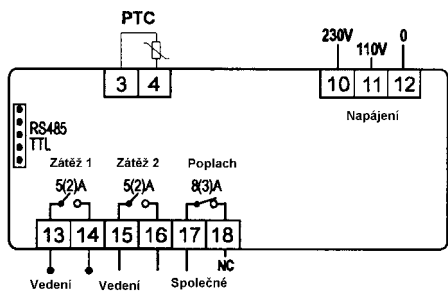 PTC
230V 110V 0
3 4 10 11 12
Napájení
RS485
TTL
Zátěž 1 Zátěž 2 Poplach
5(2)A 5(2)A 8(3)A
13 14 15 16 17 18
NC
Vedení Vedení Společné